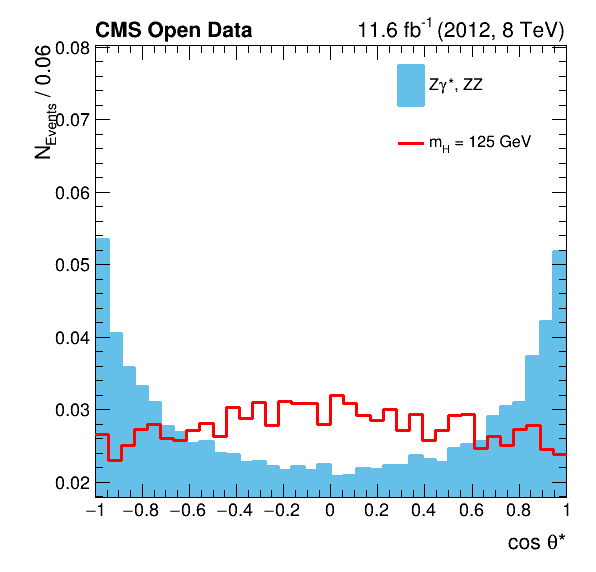 CMS Open Data 11.6 fb⁻¹ (2012, 8 TeV)
N_Events / 0.06
0.08
0.07
0.06
0.05
0.04
0.03
0.02
Zγ*, ZZ
m_H = 125 GeV
−1 −0.8 −0.6 −0.4 −0.2 0 0.2 0.4 0.6 0.8 1
cos θ*